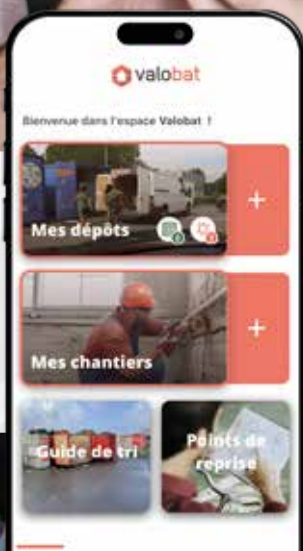 valobat
Bienvenue dans l'espace Valobat !
Mes dépôts
+
Mes chantiers
+
Guide de tri
Points de
reprise